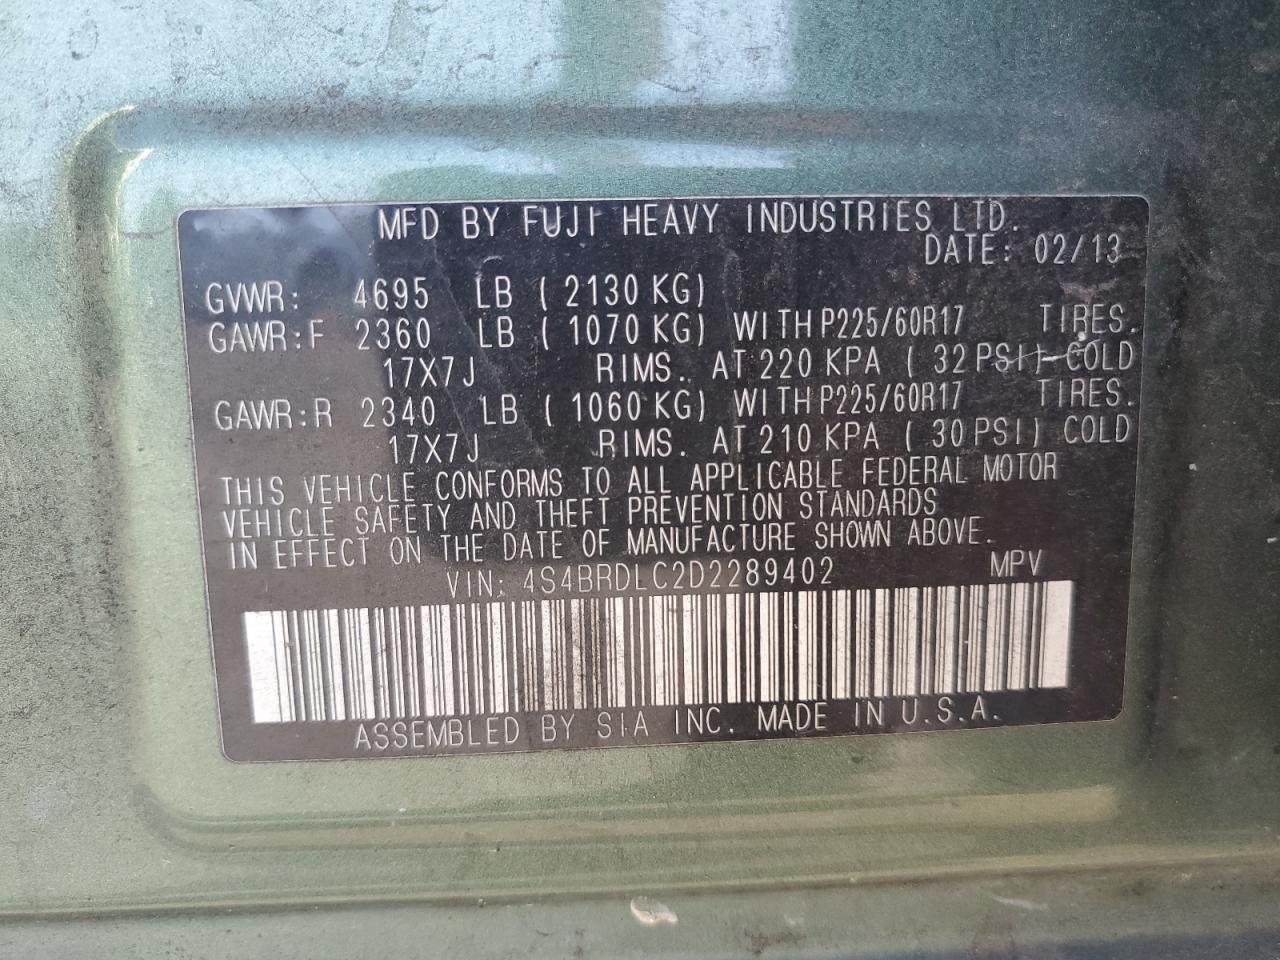 MFD BY FUJI HEAVY INDUSTRIES LTD.
DATE: 02/13
GVWR: 4695 LB (2130 KG)
GAWR:F 2360 LB (1070 KG) WITH P225/60R17 TIRES.
17X7J RIMS. AT 220 KPA (32 PSI) COLD
GAWR:R 2340 LB (1060 KG) WITH P225/60R17 TIRES.
17X7J RIMS. AT 210 KPA (30 PSI) COLD
THIS VEHICLE CONFORMS TO ALL APPLICABLE FEDERAL MOTOR
VEHICLE SAFETY AND THEFT PREVENTION STANDARDS
IN EFFECT ON THE DATE OF MANUFACTURE SHOWN ABOVE.
VIN: 4S4BRDLC2D2289402 MPV
ASSEMBLED BY SIA INC. MADE IN U.S.A.